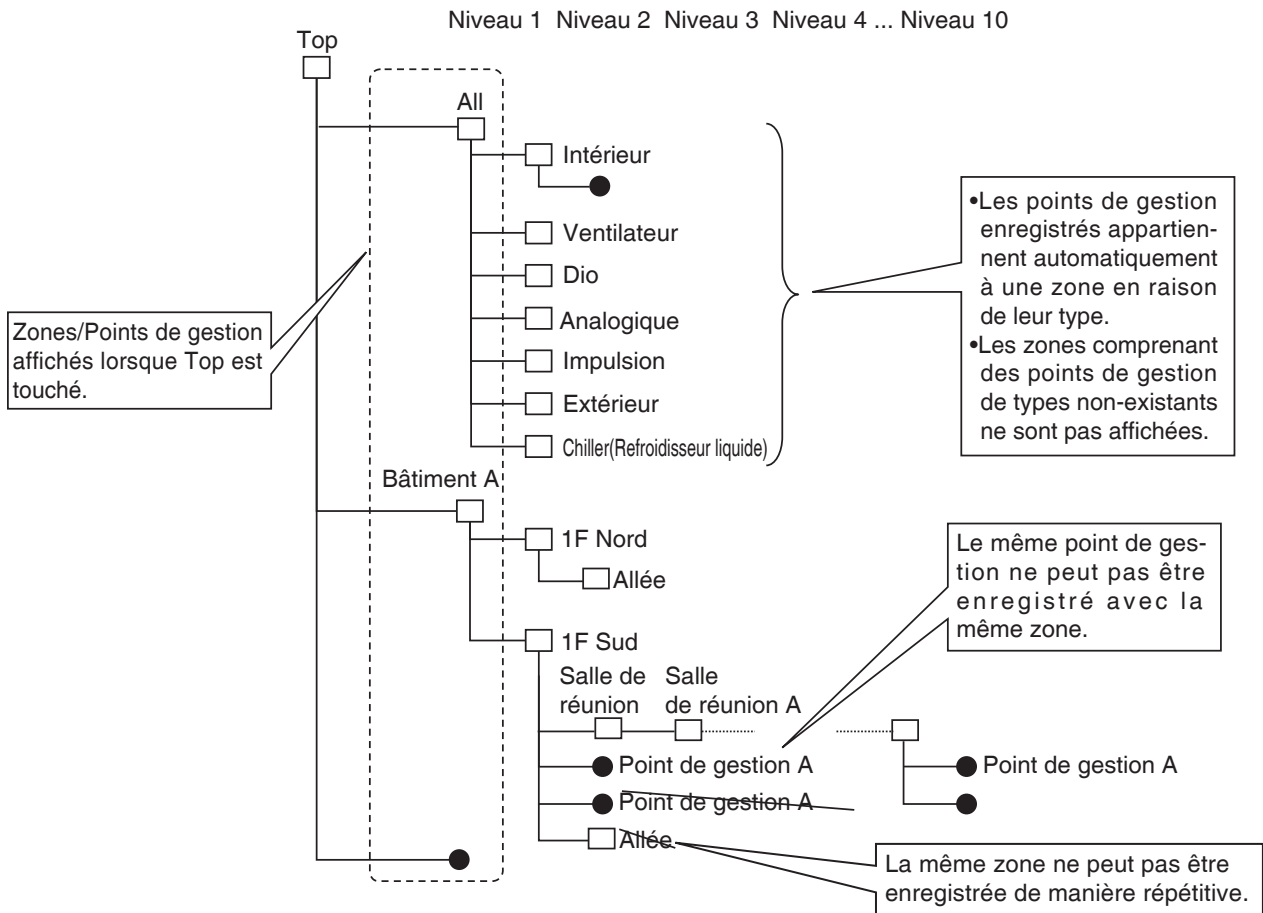 Niveau 1 Niveau 2 Niveau 3 Niveau 4 ... Niveau 10
Top
All
Intérieur
Ventilateur
Dio
Analogique
Impulsion
Extérieur
Chiller(Refroidisseur liquide)
•Les points de gestion
enregistrés appartien-
nent automatiquement
à une zone en raison
de leur type.
•Les zones comprenant
des points de gestion
de types non-existants
ne sont pas affichées.
Zones/Points de gestion
affichés lorsque Top est
touché.
Bâtiment A
1F Nord
Allée
Le même point de ges-
tion ne peut pas être
enregistré avec la
même zone.
1F Sud
Salle de
réunion
Salle
de réunion A
Point de gestion A
Point de gestion A
Point de gestion A
Allée
La même zone ne peut pas être
enregistrée de manière répétitive.